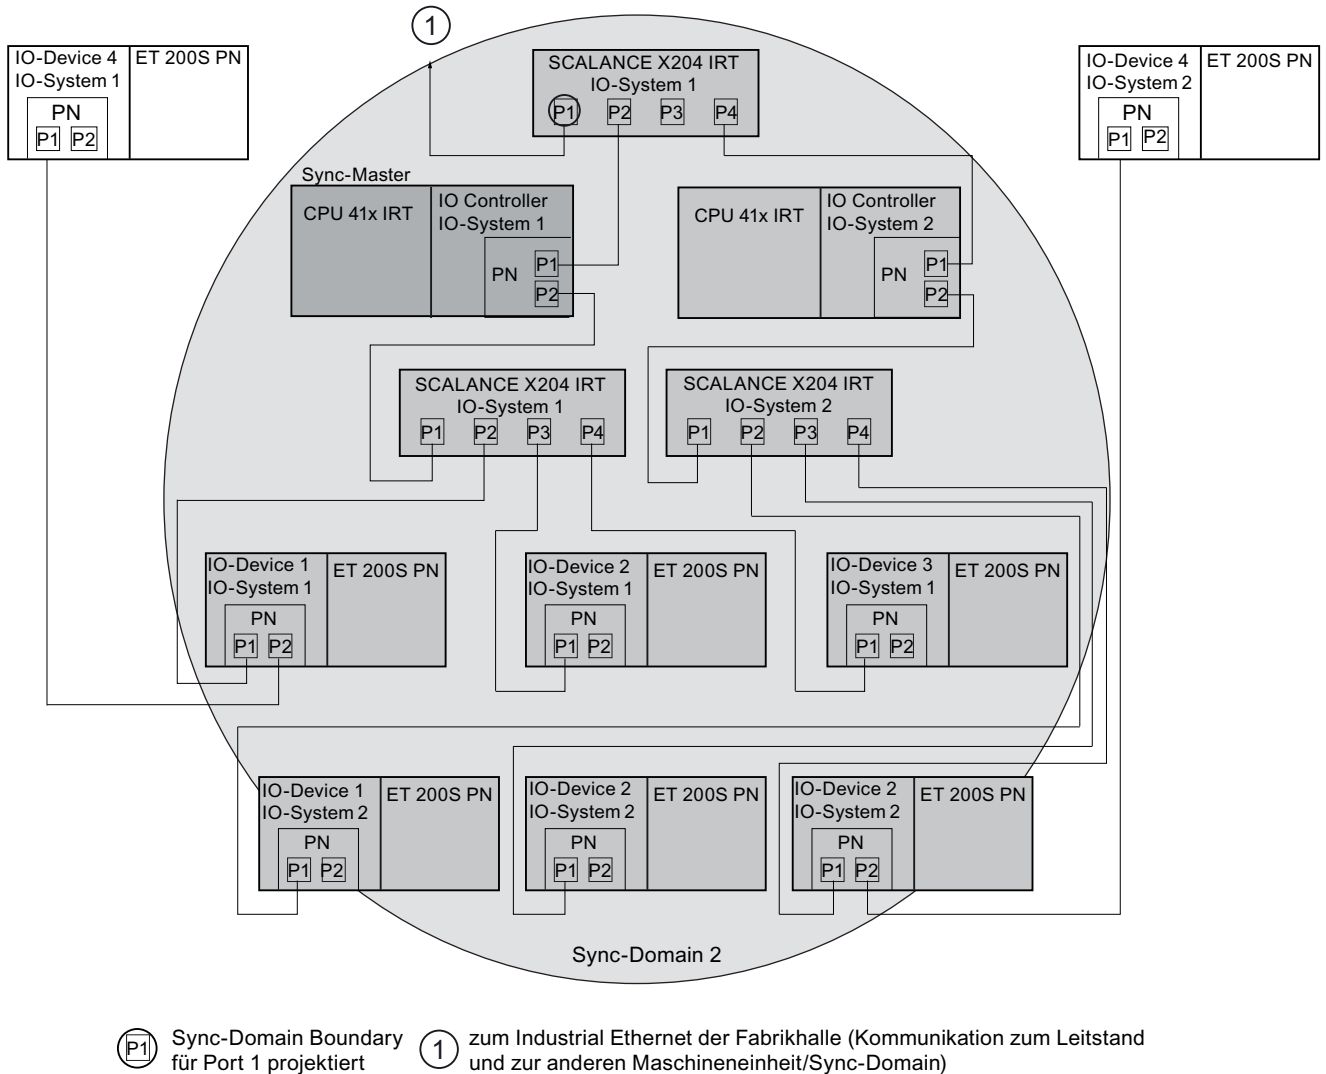 1
IO-Device 4
IO-System 1
ET 200S PN
PN
P1 P2
SCALANCE X204 IRT
IO-System 1
P1 P2 P3 P4
IO-Device 4
IO-System 2
ET 200S PN
PN
P1 P2
Sync-Master
CPU 41x IRT
IO Controller
IO-System 1
PN
P1
P2
CPU 41x IRT
IO Controller
IO-System 2
PN
P1
P2
SCALANCE X204 IRT
IO-System 1
P1 P2 P3 P4
SCALANCE X204 IRT
IO-System 2
P1 P2 P3 P4
IO-Device 1
IO-System 1
ET 200S PN
PN
P1 P2
IO-Device 2
IO-System 1
ET 200S PN
PN
P1 P2
IO-Device 3
IO-System 1
ET 200S PN
PN
P1 P2
IO-Device 1
IO-System 2
ET 200S PN
PN
P1 P2
IO-Device 2
IO-System 2
ET 200S PN
PN
P1 P2
IO-Device 2
IO-System 2
ET 200S PN
PN
P1 P2
Sync-Domain 2
P1
Sync-Domain Boundary
für Port 1 projektiert
1
zum Industrial Ethernet der Fabrikhalle (Kommunikation zum Leitstand
und zur anderen Maschineneinheit/Sync-Domain)